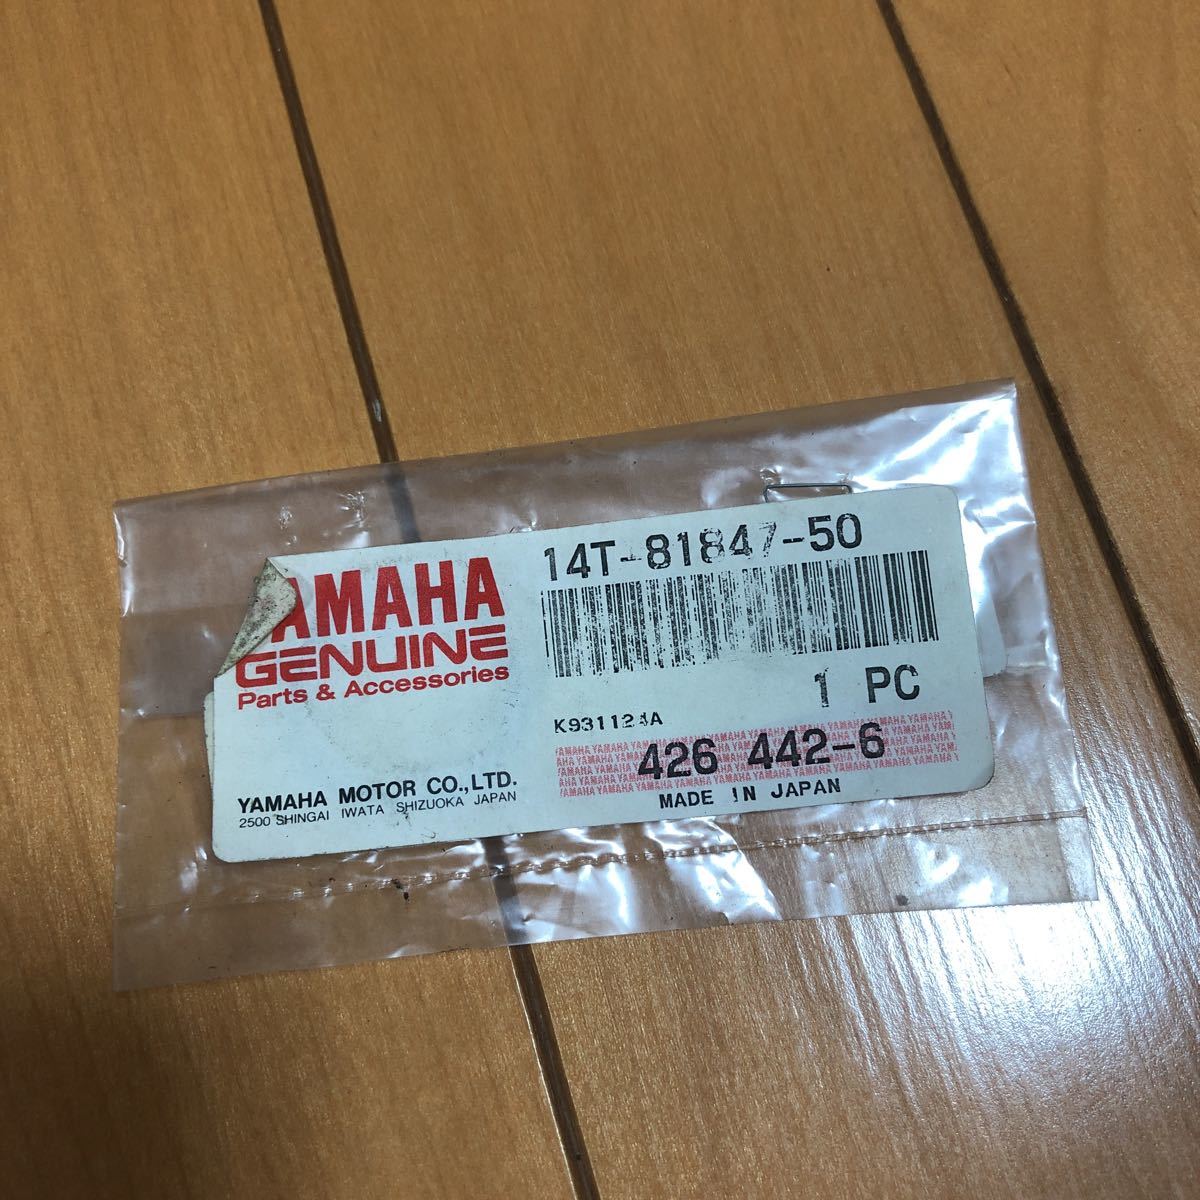 YAMAHA
GENUINE
Parts & Accessories
YAMAHA MOTOR CO.,LTD.
2500 SHINGAI IWATA SHIZUOKA JAPAN
14T-81847-50
1 PC
K931124A
426 442-6
MADE IN JAPAN